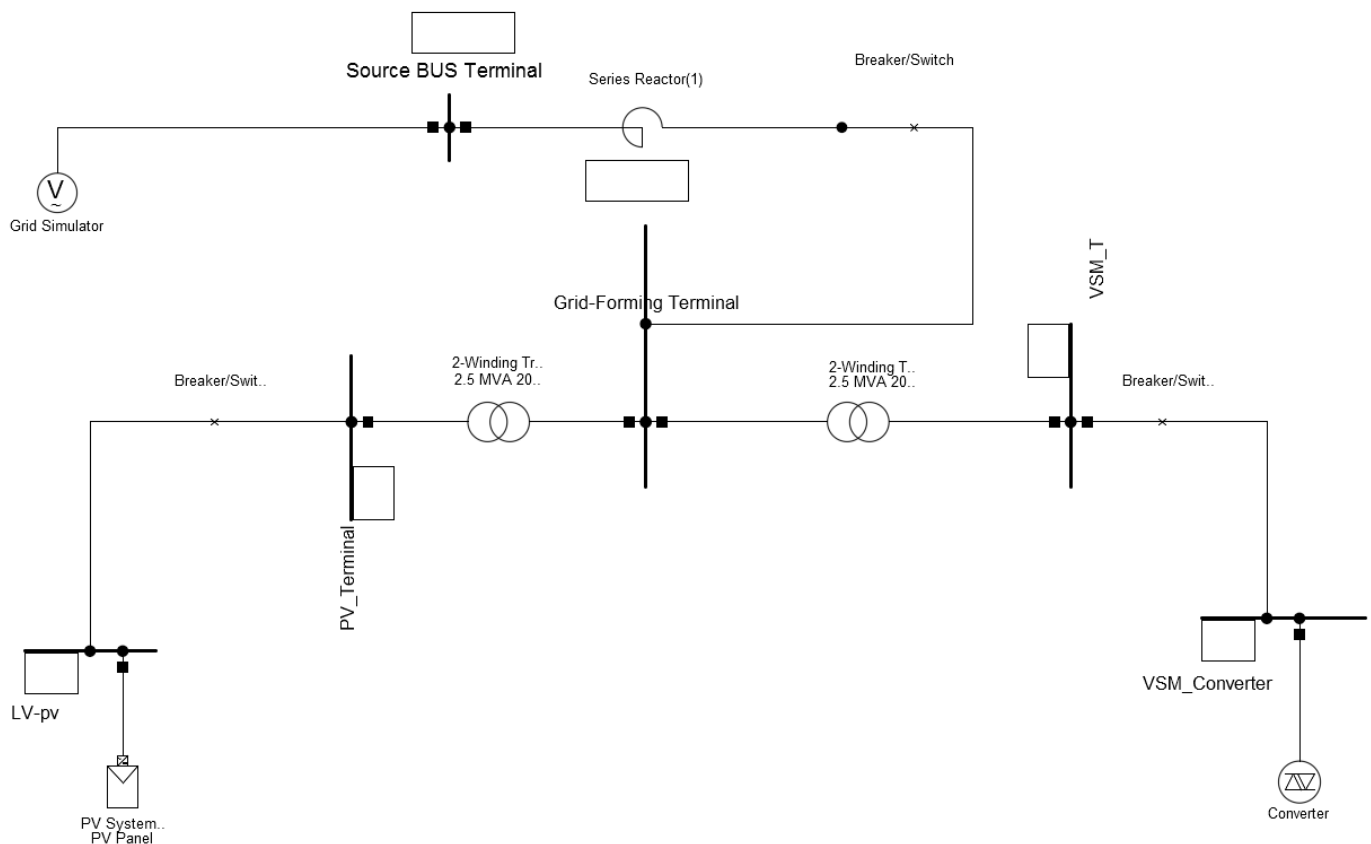 Source BUS Terminal
Series Reactor(1)
Breaker/Switch
V
~
Grid Simulator
VSM_T
Grid-Forming Terminal
2-Winding Tr..
2.5 MVA 20..
2-Winding T..
2.5 MVA 20..
Breaker/Swit..
Breaker/Swit..
PV_Terminal
LV-pv
VSM_Converter
PV System..
PV Panel
Converter